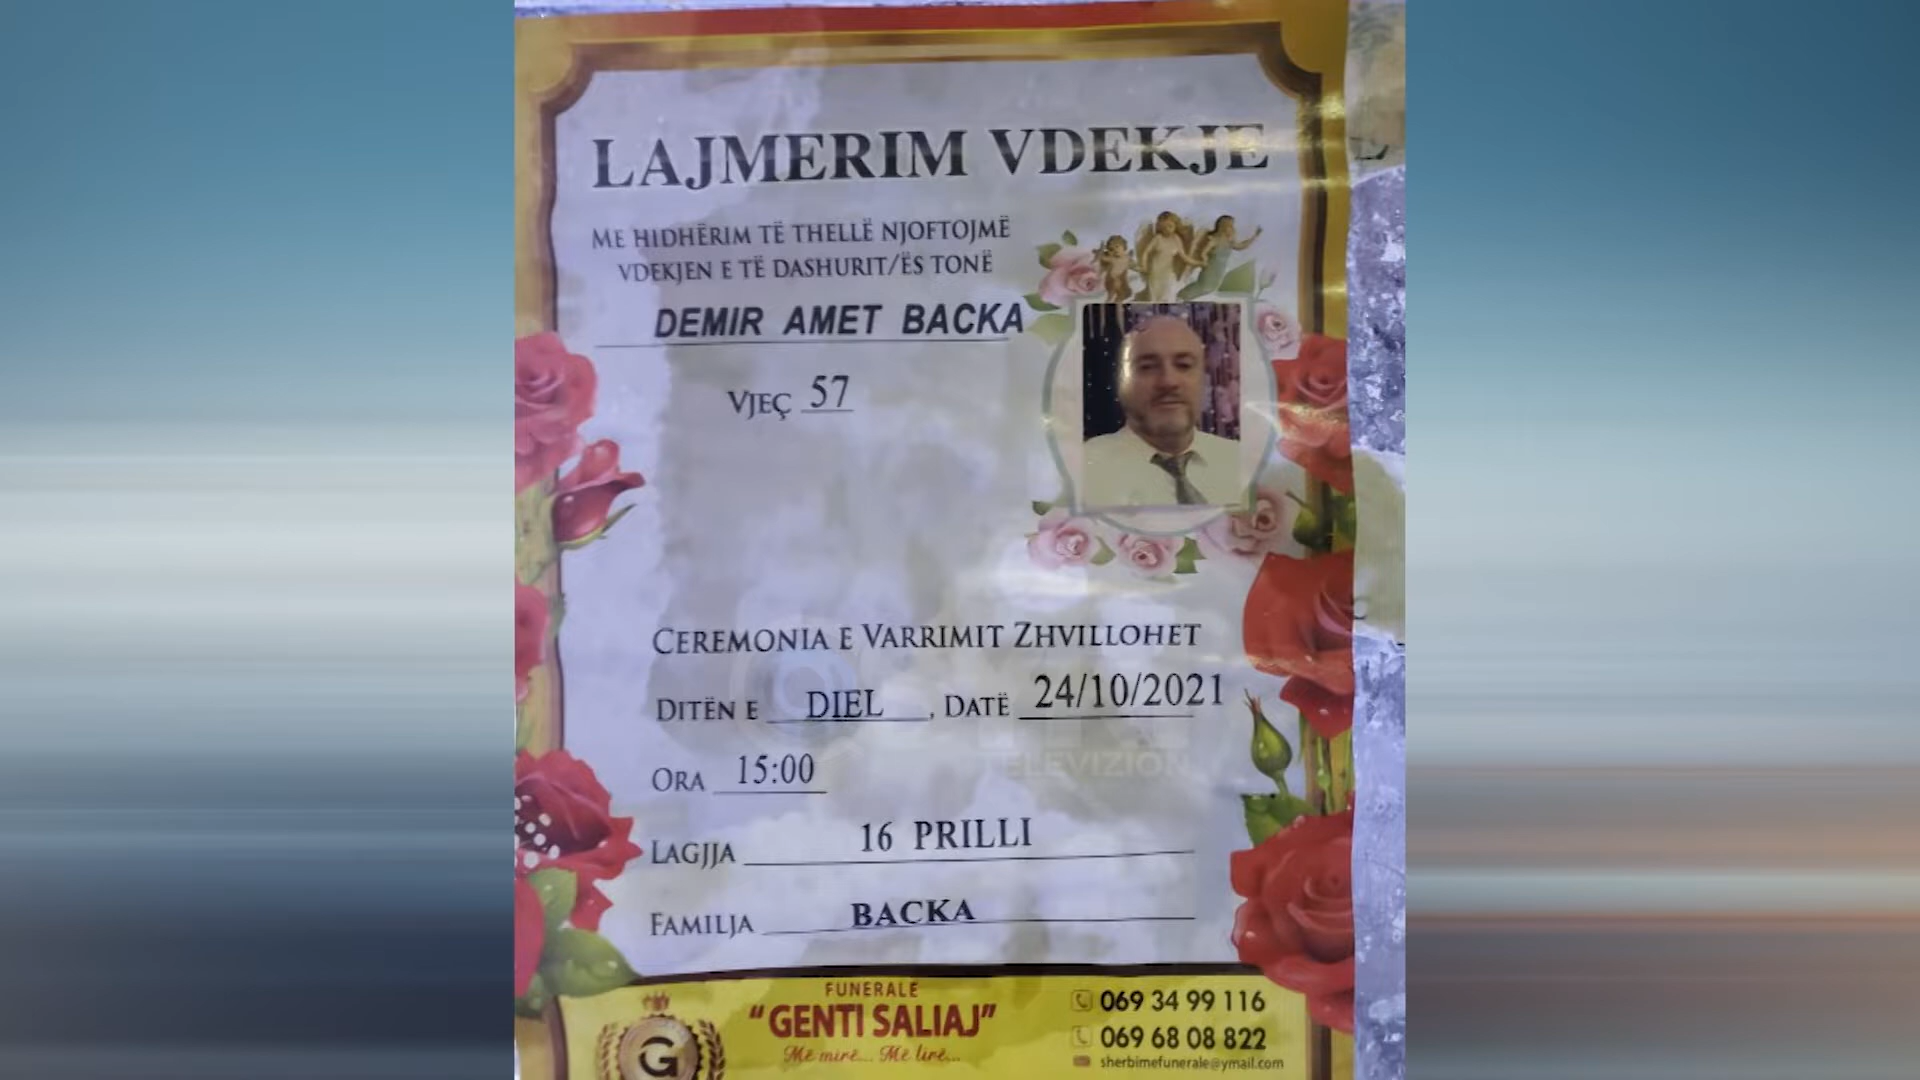 LAJMERIM VDEKJE
ME HIDHËRIM TË THELLË NJOFTOJMË
VDEKJEN E TË DASHURIT/ËS TONË
DEMIR AMET BACKA
VJEÇ 57
CEREMONIA E VARRIMIT ZHVILLOHET
DITËN E DIEL, DATË 24/10/2021
ORA 15:00
LAGJJA 16 PRILLI
FAMILJA BACKA
FUNERALE
"GENTI SALIAJ"
Më mirë... Më lirë...
G
069 34 99 116
069 68 08 822
sherbimefunerale@ymail.com
TELEVIZION